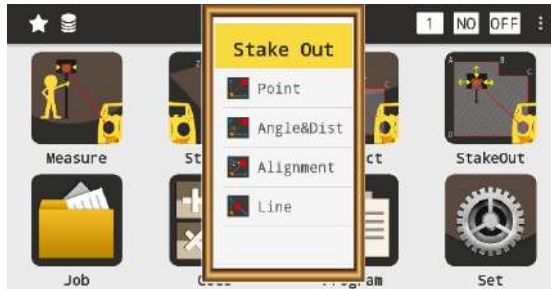 1 NO OFF
Stake Out
Point
Angle&Dist
Alignment
Line
Measure
StakeOut
Job
Set